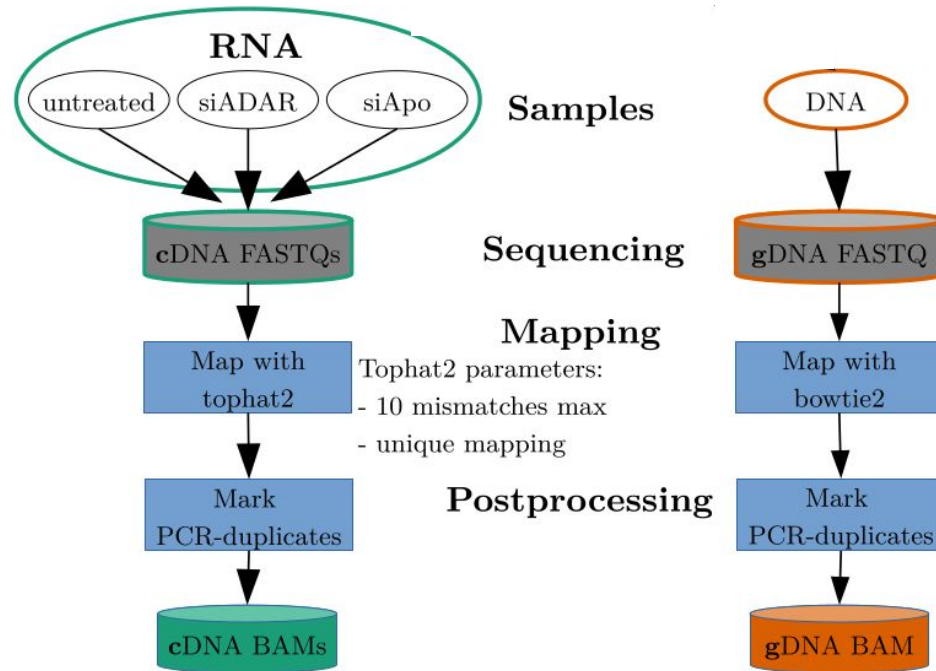 RNA
untreated
siADAR
siApo
Samples
DNA
cDNA FASTQs
Sequencing
gDNA FASTQ
Mapping
Map with
tophat2
Tophat2 parameters:
- 10 mismatches max
- unique mapping
Map with
bowtie2
Mark
PCR-duplicates
Postprocessing
Mark
PCR-duplicates
cDNA BAMs
gDNA BAM